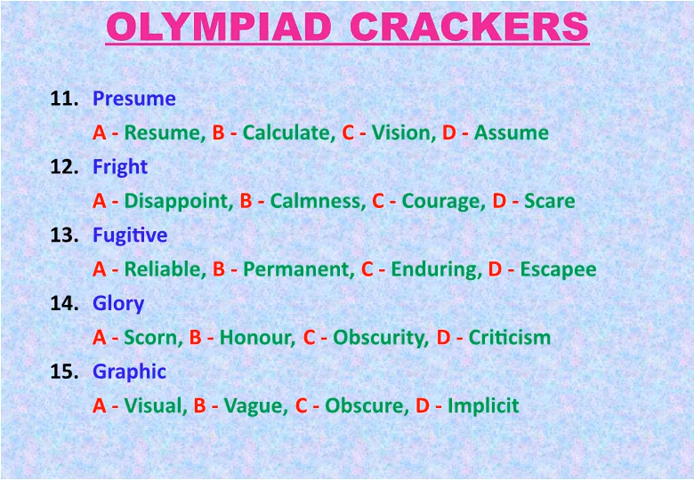 OLYMPIAD CRACKERS
11. Presume
A - Resume, B - Calculate, C - Vision, D - Assume
12. Fright
A - Disappoint, B - Calmness, C - Courage, D - Scare
13. Fugitive
A - Reliable, B - Permanent, C - Enduring, D - Escapee
14. Glory
A - Scorn, B - Honour, C - Obscurity, D - Criticism
15. Graphic
A - Visual, B - Vague, C - Obscure, D - Implicit